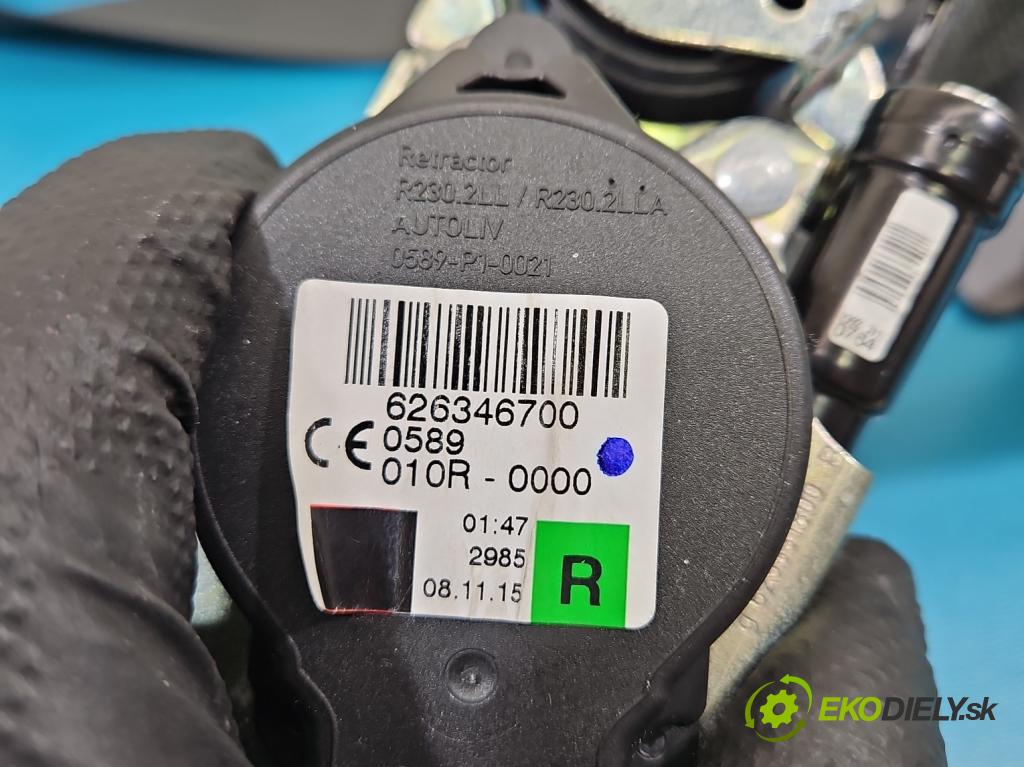 Retractor
R230.2LL / R230.2LLA
AUTOLIV
0589-P1-0021
626346700
CE 0589
010R - 0000
01:47
2985
08.11.15
R
EKODIELY.sk